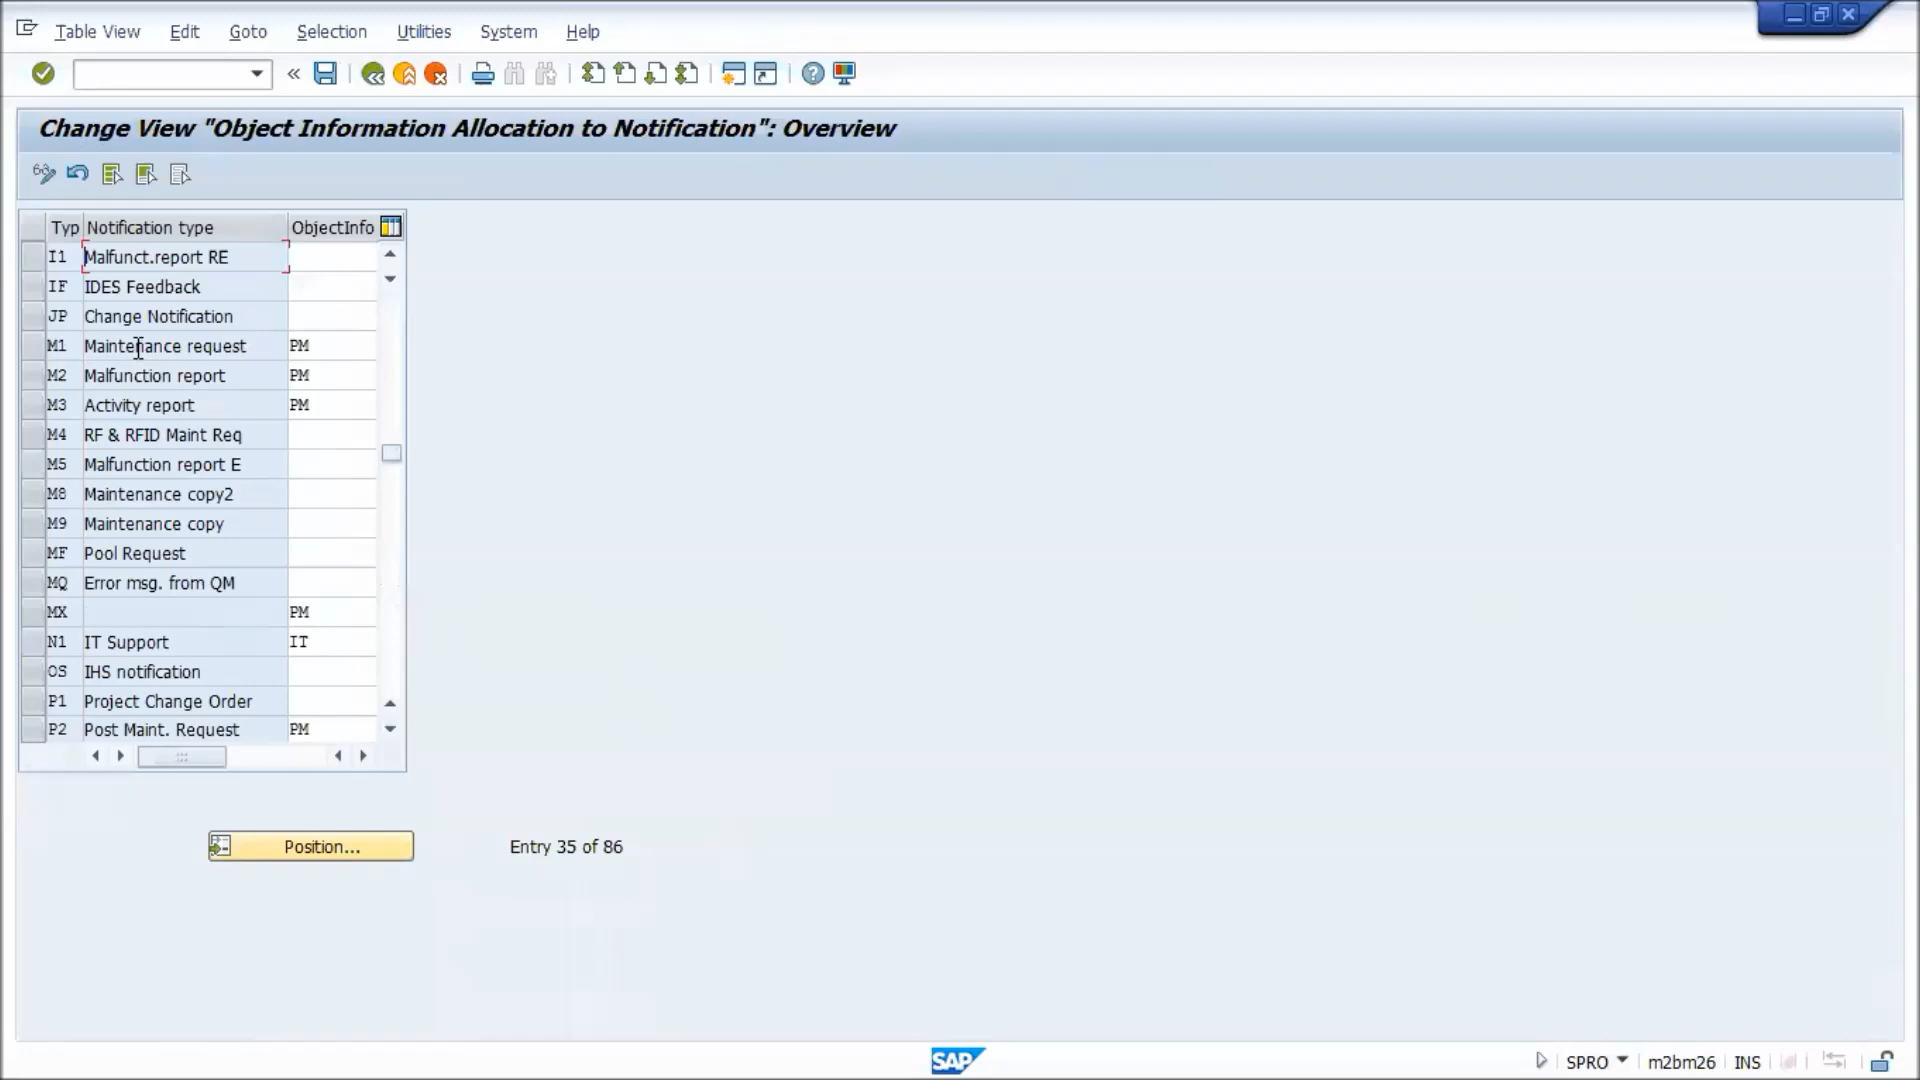 Table View Edit Goto Selection Utilities System Help
Change View "Object Information Allocation to Notification": Overview
Typ Notification type ObjectInfo
I1 Malfunct.report RE
IF IDES Feedback
JP Change Notification
M1 Maintenance request PM
M2 Malfunction report PM
M3 Activity report PM
M4 RF & RFID Maint Req
M5 Malfunction report E
M8 Maintenance copy2
M9 Maintenance copy
MF Pool Request
MQ Error msg. from QM
MX PM
N1 IT Support IT
OS IHS notification
P1 Project Change Order
P2 Post Maint. Request PM
Position... Entry 35 of 86
SAP SPRO m2bm26 INS